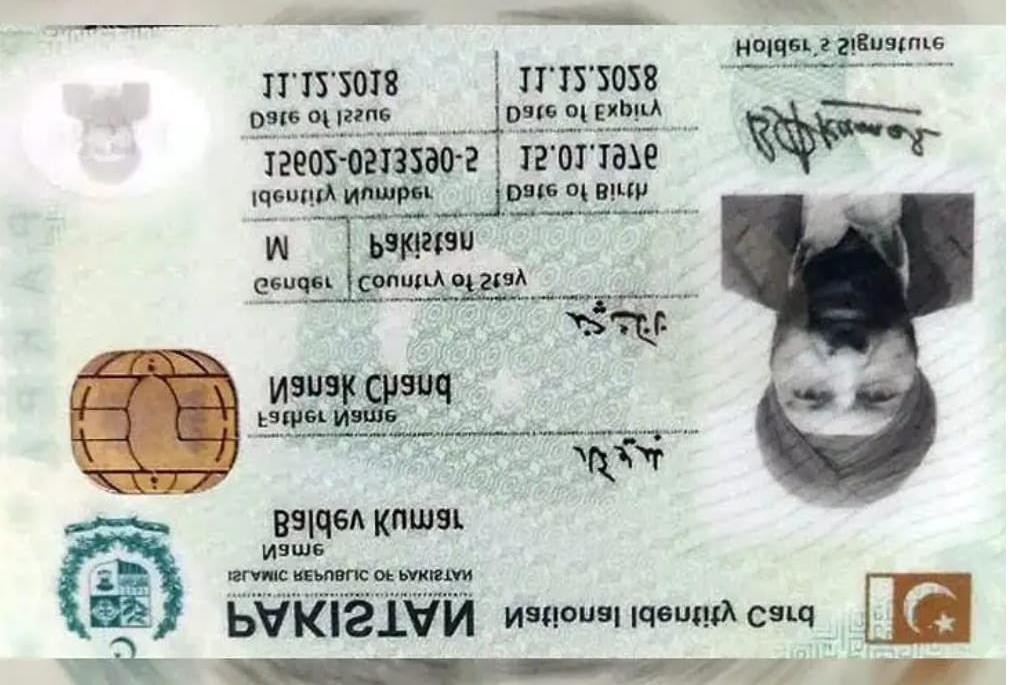 PAKISTAN National Identity Card
ISLAMIC REPUBLIC OF PAKISTAN
Name
Baldev Kumar
بلدیو کمار
Father Name
Nanak Chand
نانک چند
Gender Country of Stay
M Pakistan
Identity Number Date of Birth
15602-0513290-5 15.01.1976
Date of Issue Date of Expiry
11.12.2018 11.12.2028
Holder's Signature